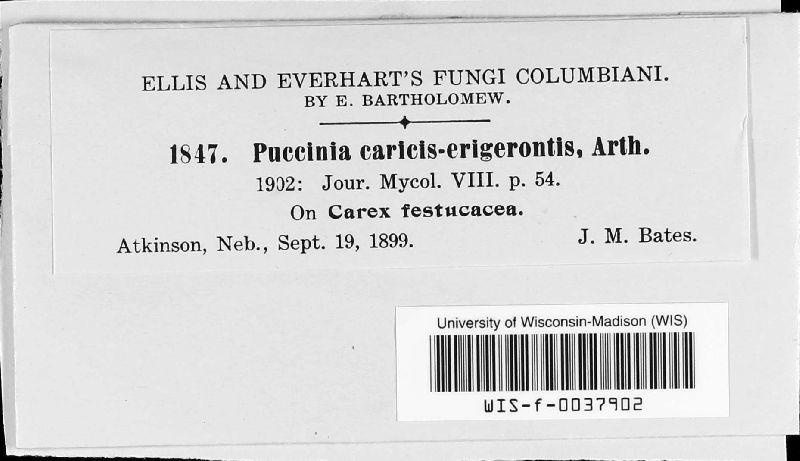 ELLIS AND EVERHART'S FUNGI COLUMBIANI.
BY E. BARTHOLOMEW.
1847. Puccinia caricis-erigerontis, Arth.
1902: Jour. Mycol. VIII. p. 54.
On Carex festucacea.
Atkinson, Neb., Sept. 19, 1899. J. M. Bates.
University of Wisconsin-Madison (WIS)
WIS-f-0037902